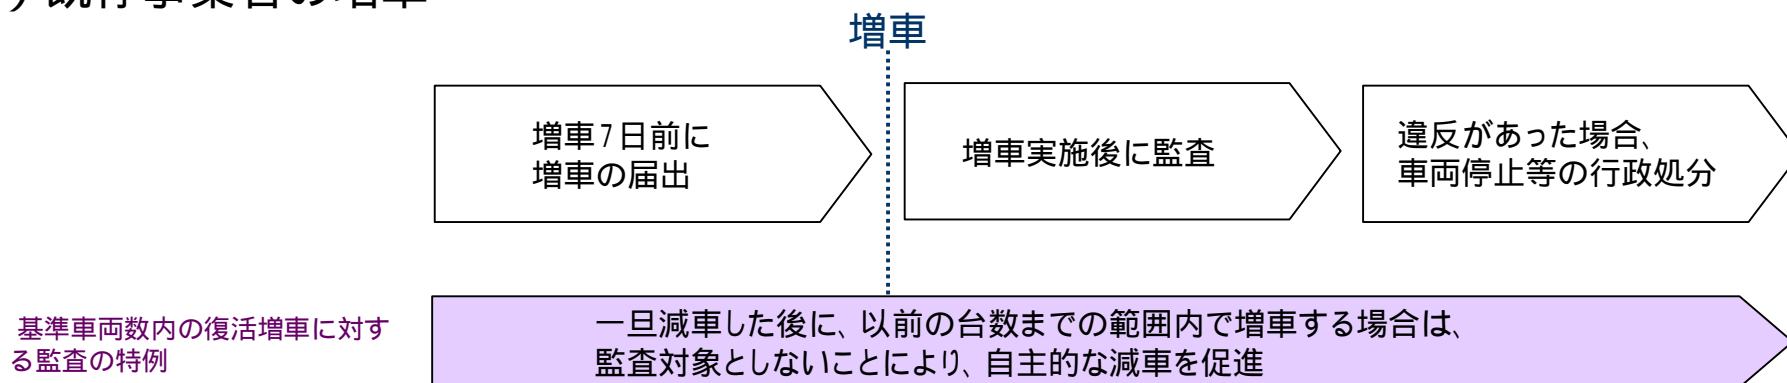 増車
増車7日前に
増車の届出
増車実施後に監査
違反があった場合、
車両停止等の行政処分
基準車両数内の復活増車に対す
る監査の特例
一旦減車した後に、以前の台数までの範囲内で増車する場合は、
監査対象としないことにより、自主的な減車を促進